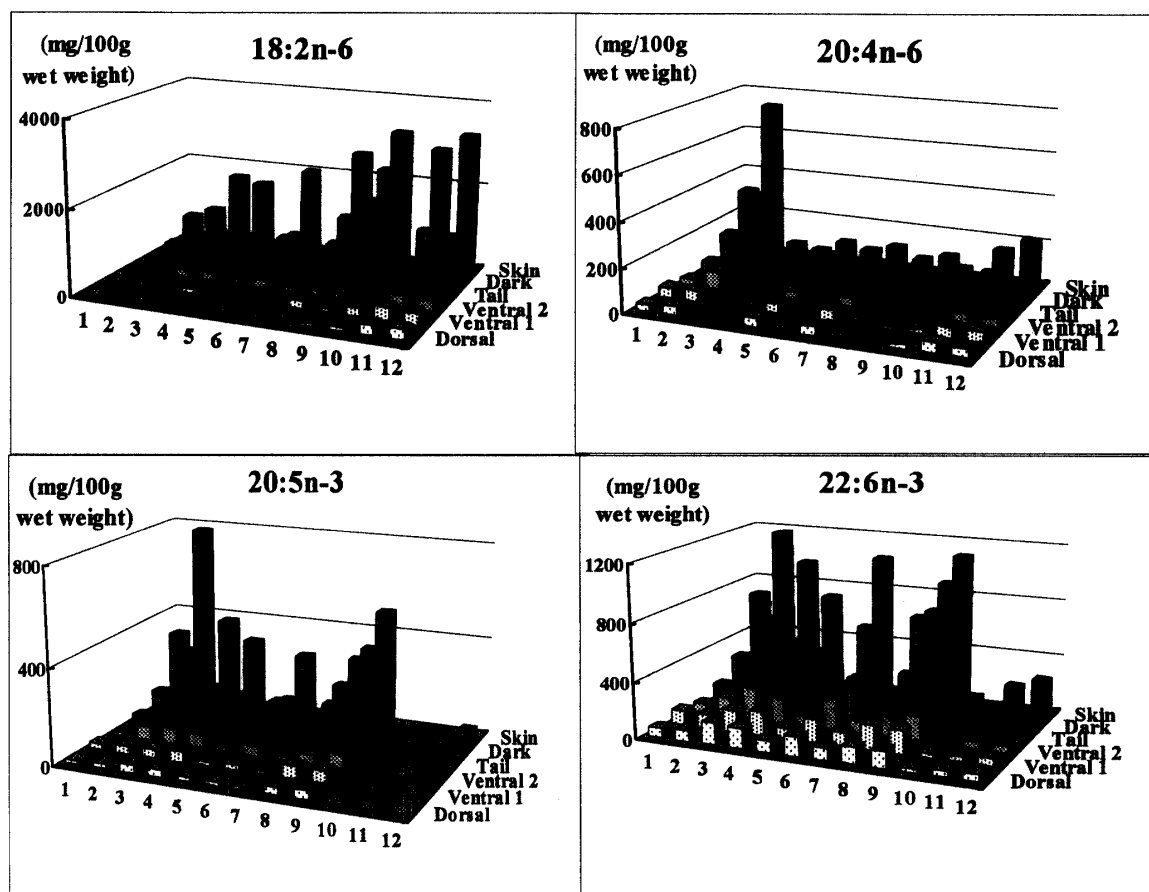 (mg/100g
wet weight)
18:2n-6
4000
2000
0
1 2 3 4 5 6 7 8 9 10 11 12
Skin
Dark
Tail
Ventral 2
Ventral 1
Dorsal
(mg/100g
wet weight)
20:4n-6
800
600
400
200
0
1 2 3 4 5 6 7 8 9 10 11 12
Skin
Dark
Tail
Ventral 2
Ventral 1
Dorsal
(mg/100g
wet weight)
20:5n-3
800
400
0
1 2 3 4 5 6 7 8 9 10 11 12
Skin
Dark
Tail
Ventral 2
Ventral 1
Dorsal
(mg/100g
wet weight)
22:6n-3
1200
800
400
0
1 2 3 4 5 6 7 8 9 10 11 12
Skin
Dark
Tail
Ventral 2
Ventral 1
Dorsal